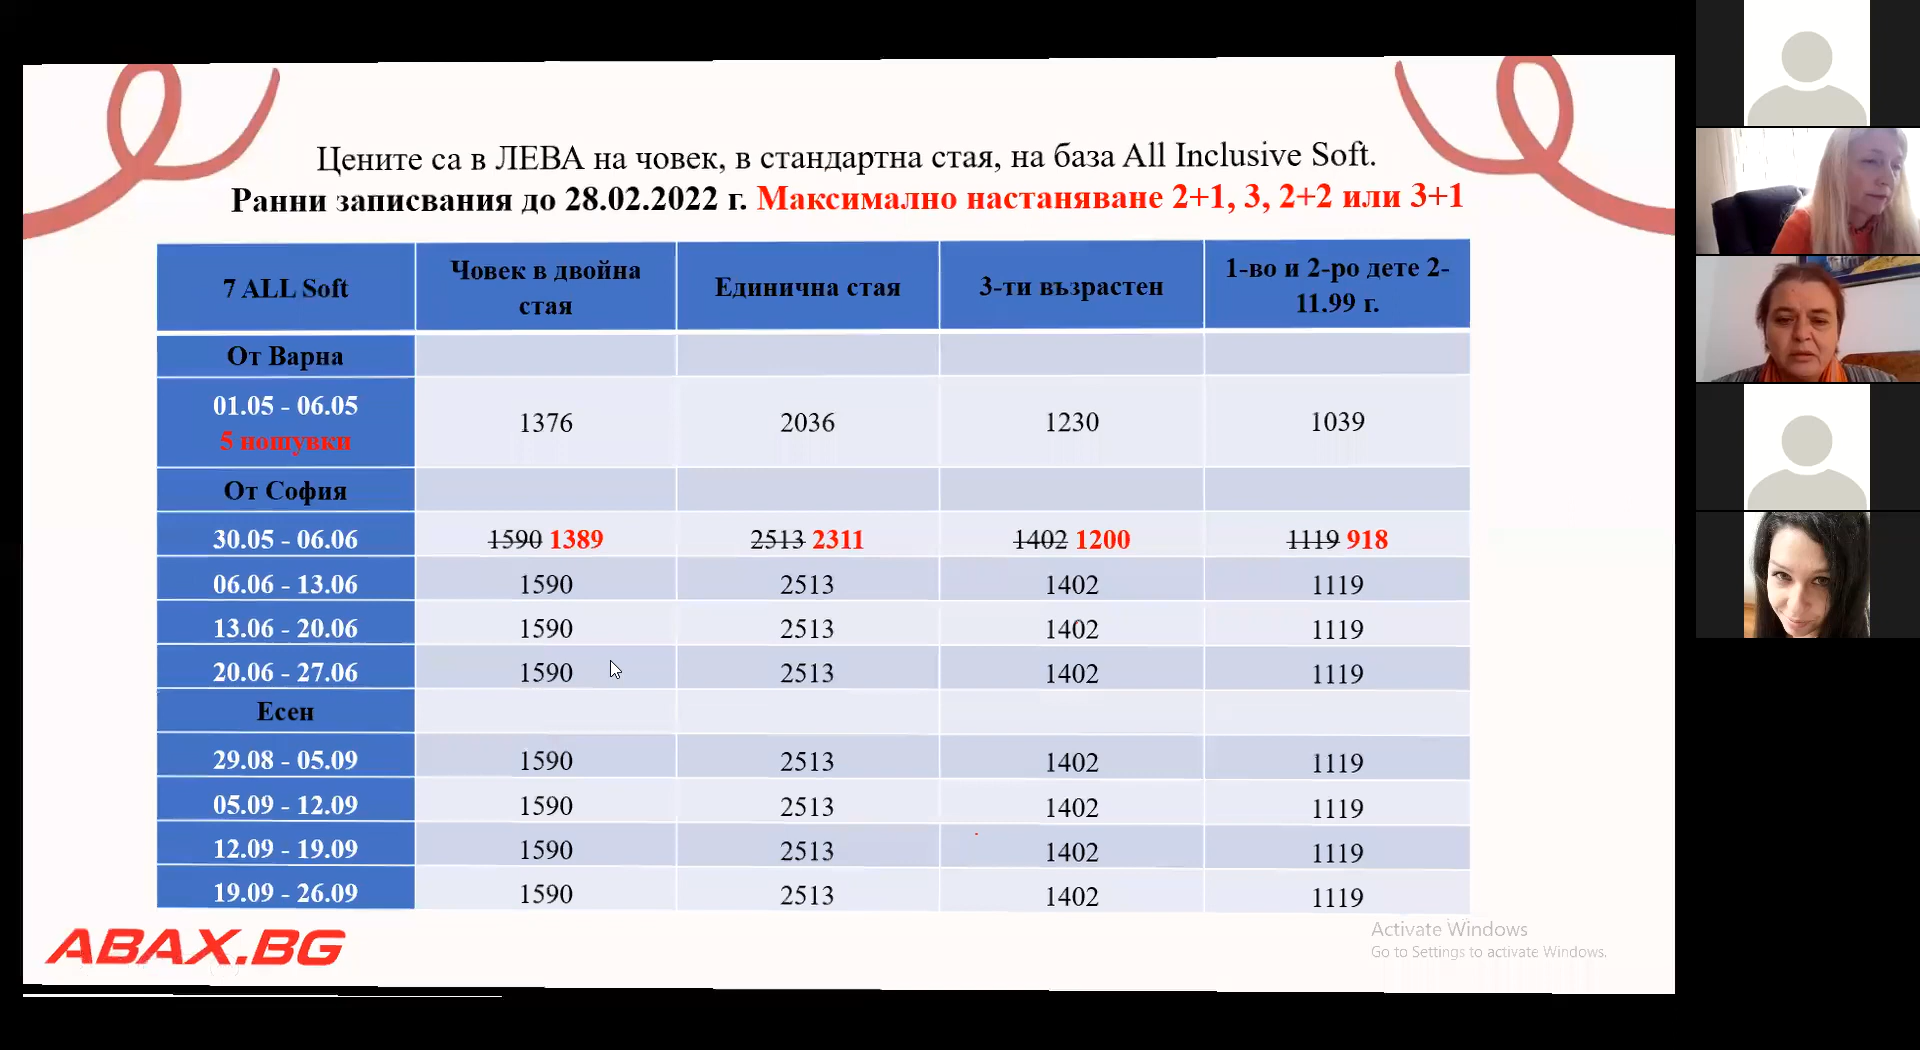 Цените са в ЛЕВА на човек, в стандартна стая, на база All Inclusive Soft.
Ранни записвания до 28.02.2022 г. Максимално настаняване 2+1, 3, 2+2 или 3+1
7 ALL Soft Човек в двойна стая Единична стая 3-ти възрастен 1-во и 2-ро дете 2-11.99 г.
От Варна
01.05 - 06.05
5 нощувки 1376 2036 1230 1039
От София
30.05 - 06.06 1590 1389 2513 2311 1402 1200 1119 918
06.06 - 13.06 1590 2513 1402 1119
13.06 - 20.06 1590 2513 1402 1119
20.06 - 27.06 1590 2513 1402 1119
Есен
29.08 - 05.09 1590 2513 1402 1119
05.09 - 12.09 1590 2513 1402 1119
12.09 - 19.09 1590 2513 1402 1119
19.09 - 26.09 1590 2513 1402 1119
ABAX.BG
Activate Windows
Go to Settings to activate Windows.